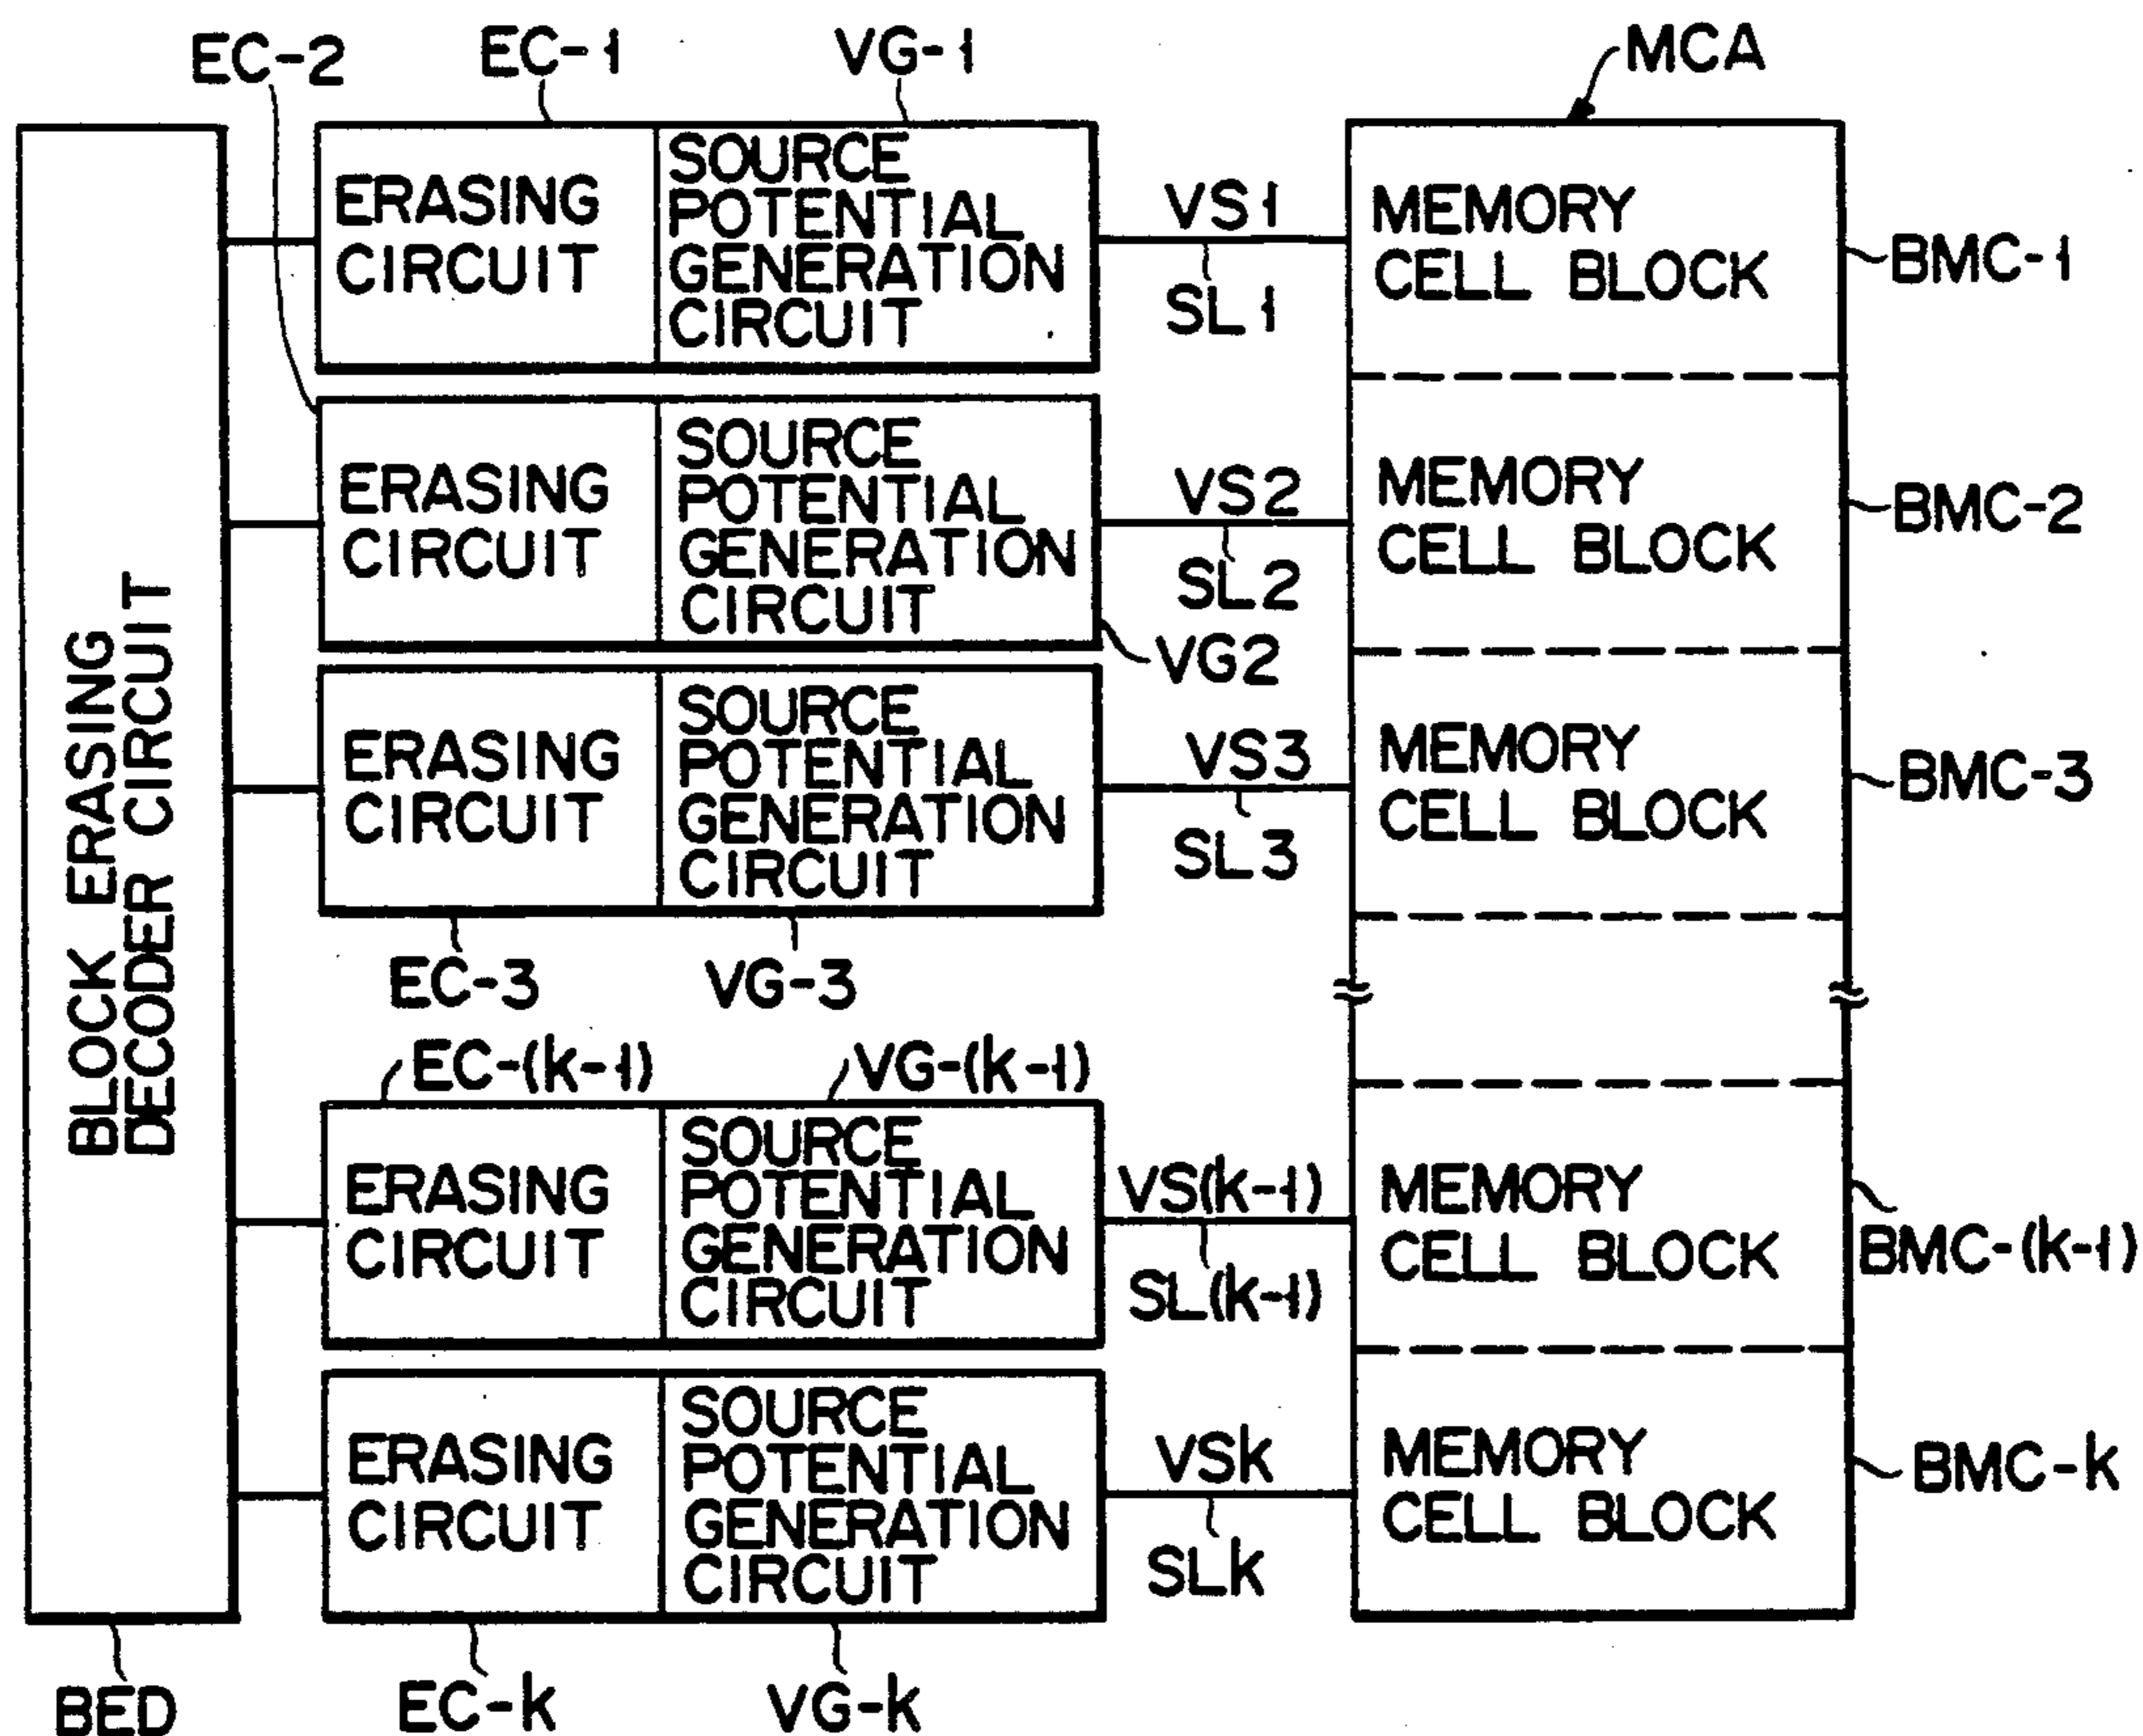 EC-2
EC-1
VG-1
MCA
BLOCK ERASING
DECODER CIRCUIT
BED
ERASING
CIRCUIT
SOURCE
POTENTIAL
GENERATION
CIRCUIT
VS1
SL1
MEMORY
CELL BLOCK
BMC-1
ERASING
CIRCUIT
SOURCE
POTENTIAL
GENERATION
CIRCUIT
VS2
SL2
VG2
MEMORY
CELL BLOCK
BMC-2
ERASING
CIRCUIT
SOURCE
POTENTIAL
GENERATION
CIRCUIT
VS3
SL3
MEMORY
CELL BLOCK
BMC-3
EC-3
VG-3
EC-(k-1)
VG-(k-1)
ERASING
CIRCUIT
SOURCE
POTENTIAL
GENERATION
CIRCUIT
VS(k-1)
SL(k-1)
MEMORY
CELL BLOCK
BMC-(k-1)
ERASING
CIRCUIT
SOURCE
POTENTIAL
GENERATION
CIRCUIT
VSk
SLk
MEMORY
CELL BLOCK
BMC-k
EC-k
VG-k